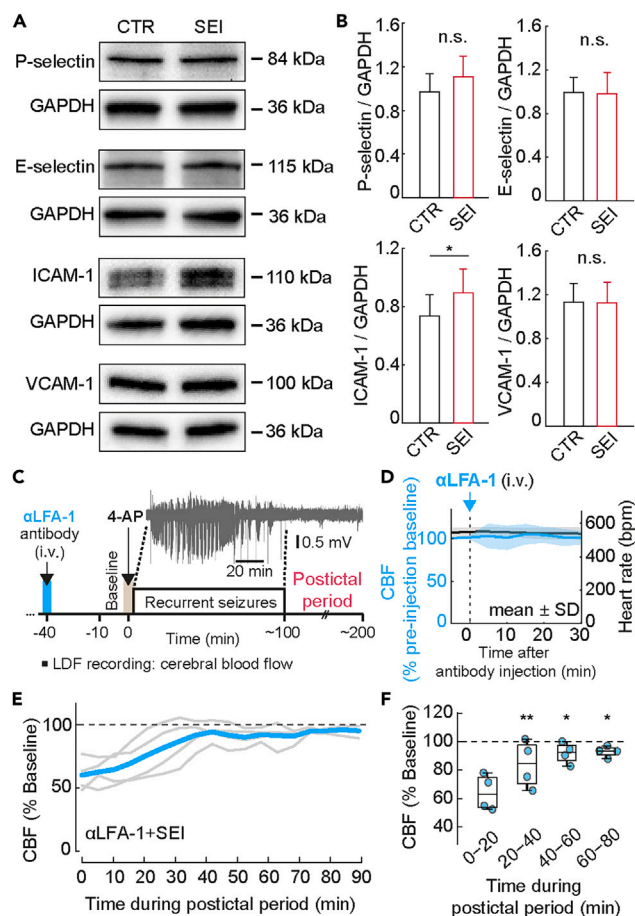 A
CTR SEI
P-selectin – 84 kDa
GAPDH – 36 kDa
E-selectin – 115 kDa
GAPDH – 36 kDa
ICAM-1 – 110 kDa
GAPDH – 36 kDa
VCAM-1 – 100 kDa
GAPDH – 36 kDa
B
P-selectin / GAPDH
1.2
0.8
0.4
0
n.s.
CTR SEI
E-selectin / GAPDH
1.6
1.2
0.8
0.4
0
n.s.
CTR SEI
ICAM-1 / GAPDH
1.2
0.8
0.4
0
*
CTR SEI
VCAM-1 / GAPDH
1.6
1.2
0.8
0.4
0
n.s.
CTR SEI
C
αLFA-1
antibody
(i.v.)
4-AP
Baseline
0.5 mV
20 min
Recurrent seizures
Postictal
period
... -40 -10 0 ~100 ~200
Time (min)
■ LDF recording: cerebral blood flow
D
αLFA-1 (i.v.)
CBF
(% pre-injection baseline)
100
50
0
Heart rate (bpm)
600
400
200
0
mean ± SD
0 10 20 30
Time after
antibody injection (min)
E
CBF (% Baseline)
100
50
0
αLFA-1+SEI
0 10 20 30 40 50 60 70 80 90
Time during postictal period (min)
F
CBF (% Baseline)
120
100
80
60
40
** * *
0–20 20–40 40–60 60–80
Time during
postictal period (min)